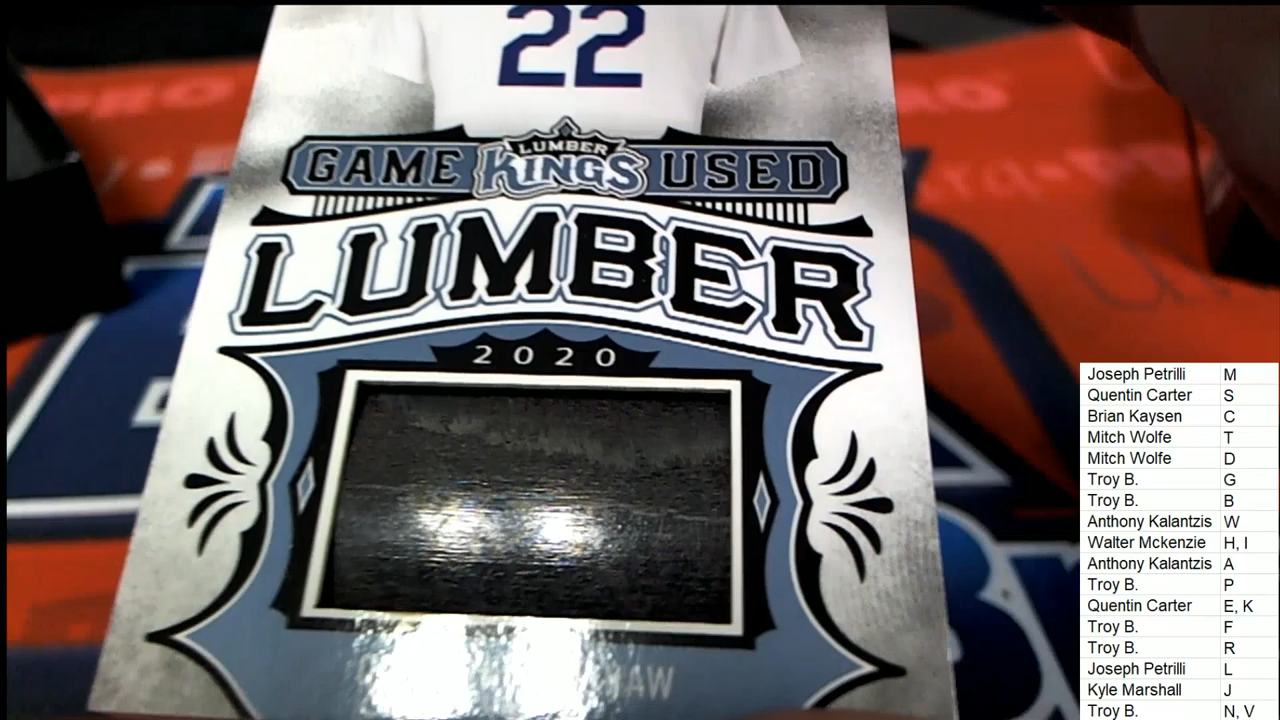 22
GAME LUMBER KINGS USED
LUMBER
2020
AW
Joseph Petrilli M
Quentin Carter S
Brian Kaysen C
Mitch Wolfe T
Mitch Wolfe D
Troy B. G
Troy B. B
Anthony Kalantzis W
Walter Mckenzie H, I
Anthony Kalantzis A
Troy B. P
Quentin Carter E, K
Troy B. F
Troy B. R
Joseph Petrilli L
Kyle Marshall J
Troy B. N, V